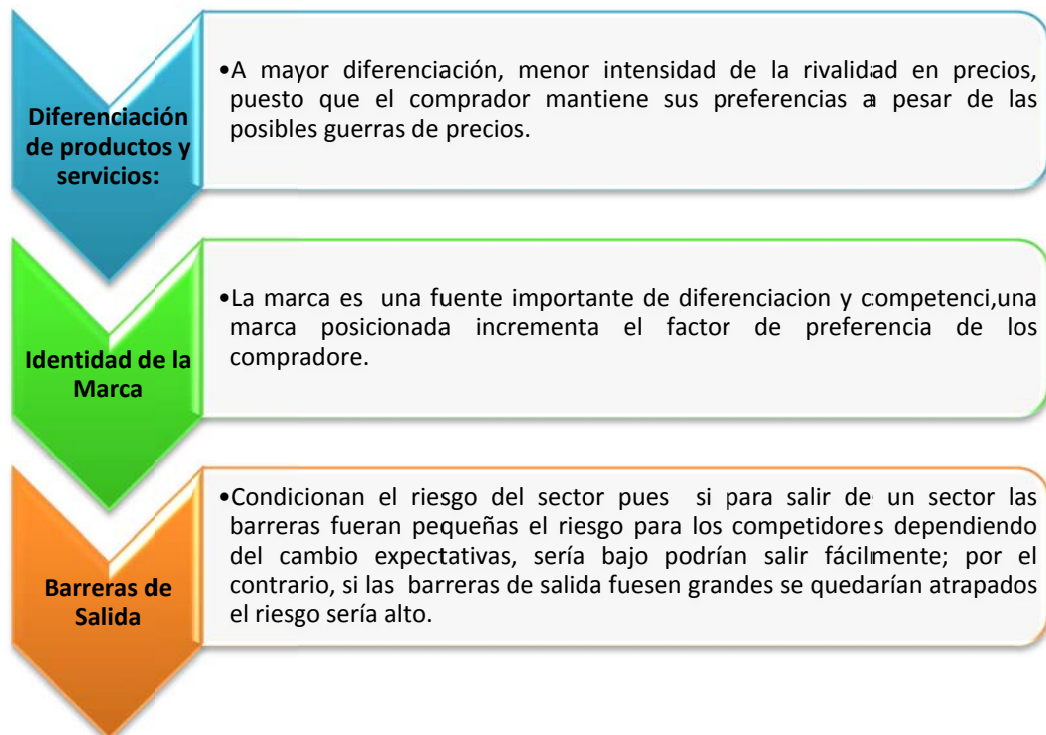 Diferenciación
de productos y
servicios:
•A mayor diferenciación, menor intensidad de la rivalidad en precios,
puesto que el comprador mantiene sus preferencias a pesar de las
posibles guerras de precios.
Identidad de la
Marca
•La marca es una fuente importante de diferenciacion y competenci,una
marca posicionada incrementa el factor de preferencia de los
compradore.
Barreras de
Salida
•Condicionan el riesgo del sector pues si para salir de un sector las
barreras fueran pequeñas el riesgo para los competidores dependiendo
del cambio expectativas, sería bajo podrían salir fácilmente; por el
contrario, si las barreras de salida fuesen grandes se quedarían atrapados
el riesgo sería alto.